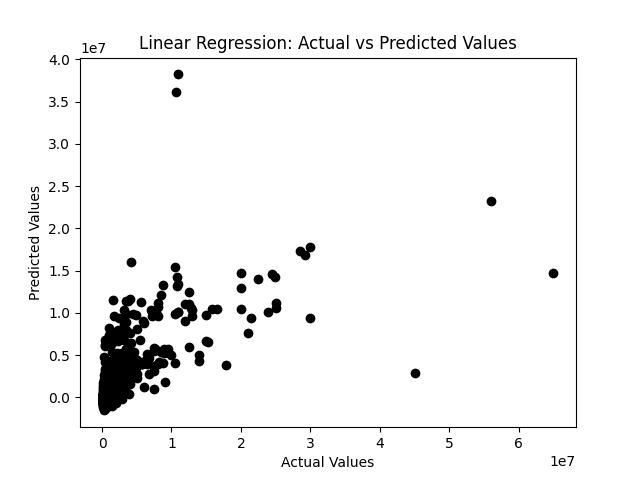 Linear Regression: Actual vs Predicted Values
1e7
4.0
3.5
3.0
2.5
2.0
1.5
1.0
0.5
0.0
Predicted Values
0 1 2 3 4 5 6
1e7
Actual Values